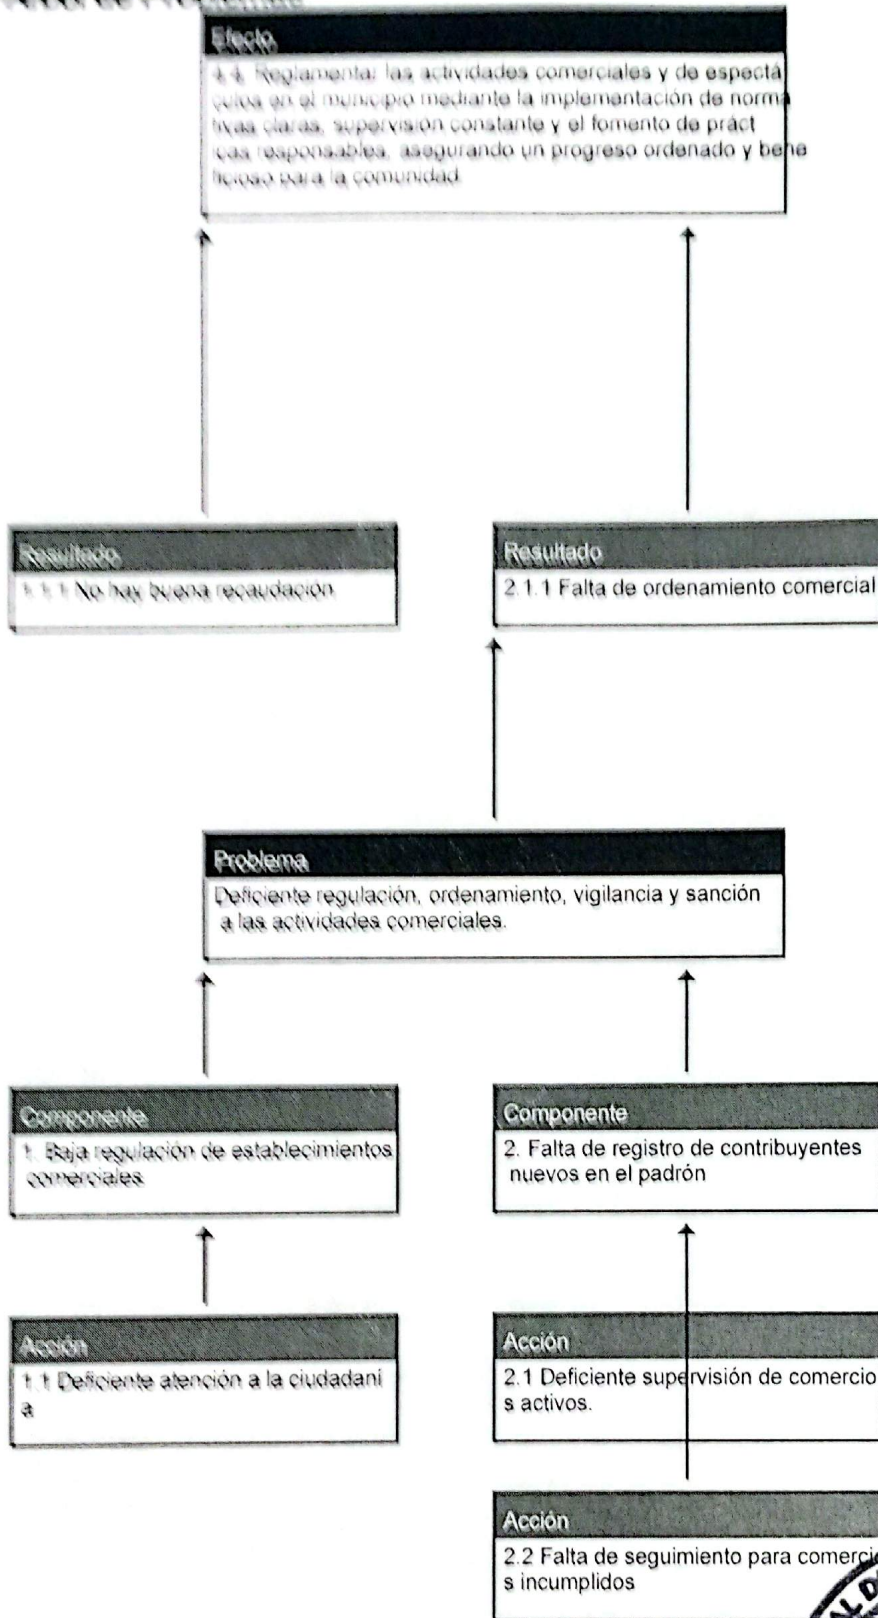 Efecto
4.4. Reglamentar las actividades comerciales y de espectá
culos en el municipio mediante la implementación de norma
tivas claras, supervisión constante y el fomento de práct
icas responsables, asegurando un progreso ordenado y bene
ficioso para la comunidad.
Resultado
1.1.1 No hay buena recaudación
Resultado
2.1.1 Falta de ordenamiento comercial
Problema
Deficiente regulación, ordenamiento, vigilancia y sanción
a las actividades comerciales.
Componente
1. Baja regulación de establecimientos
comerciales
Componente
2. Falta de registro de contribuyentes
nuevos en el padrón
Acción
1.1 Deficiente atención a la ciudadaní
a
Acción
2.1 Deficiente supervisión de comercio
s activos.
Acción
2.2 Falta de seguimiento para comercio
s incumplidos